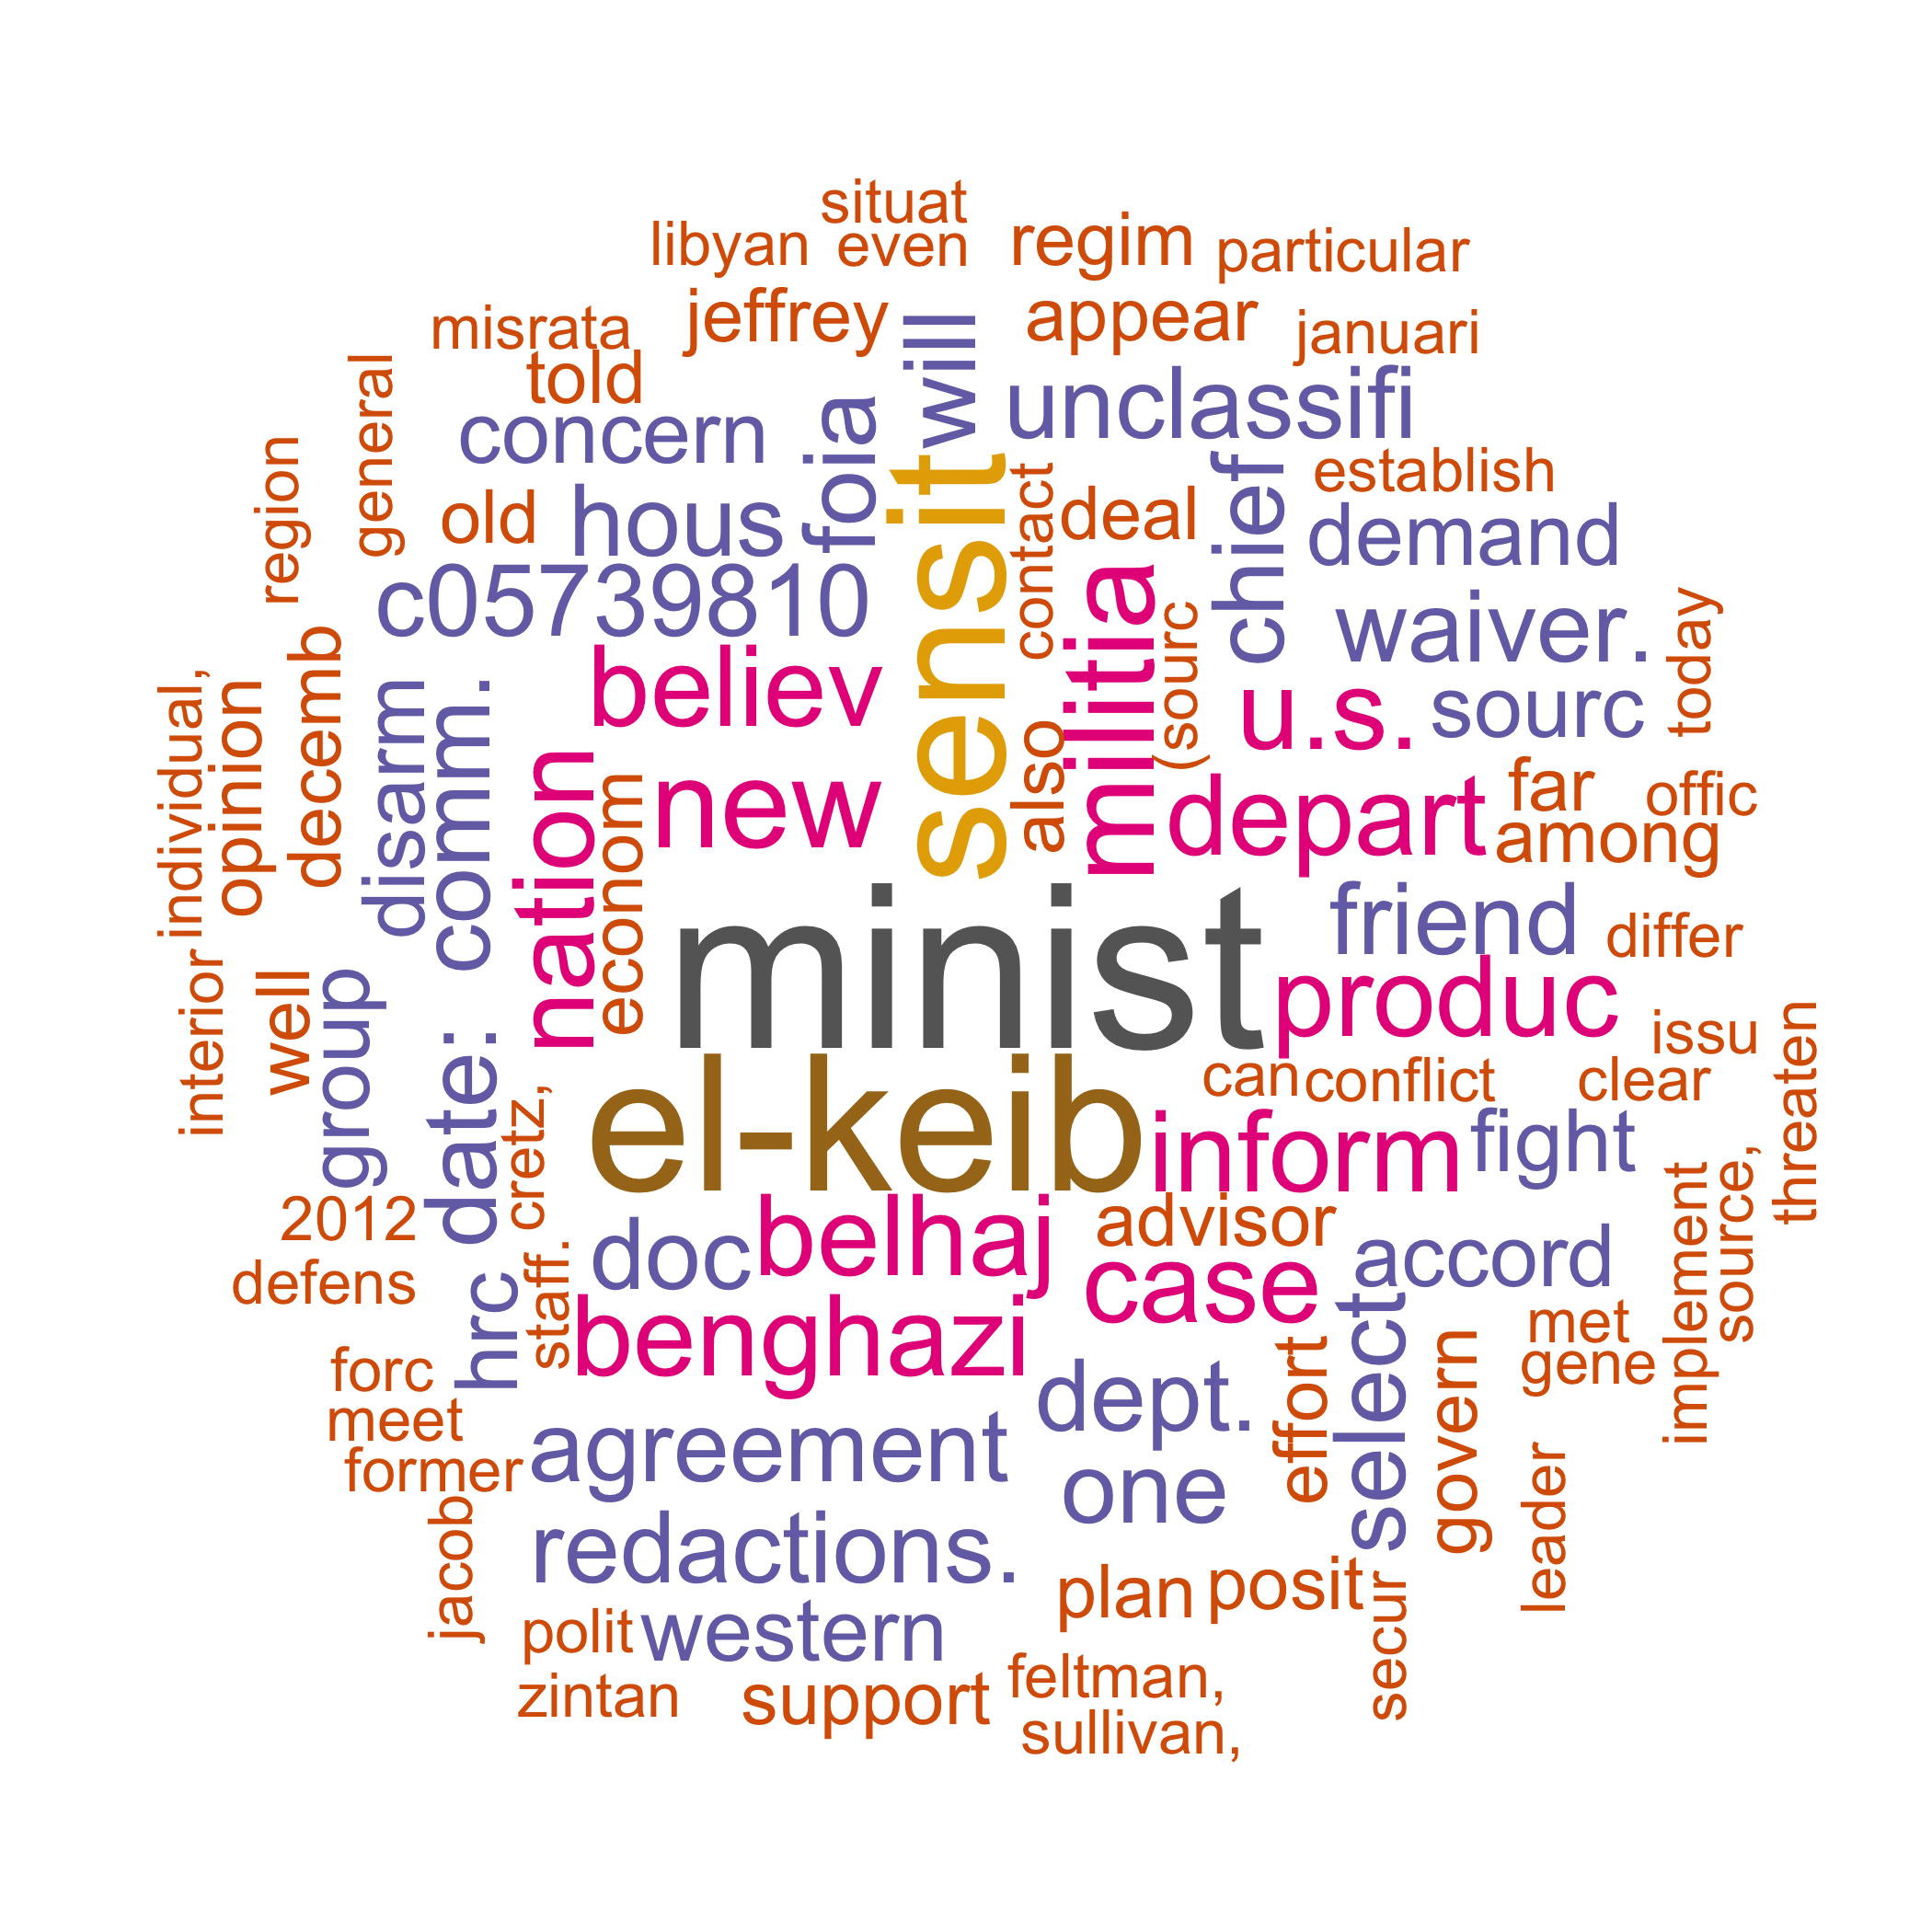 situat
libyan even regim particular
misrata jeffrey will appear januari
told
general concern foia unclassifi
region old hous sensit contact deal chief establish
demand
c05739810 militia waiver. today
individual, opinion decemb disarm comm. believ (sourc u.s. sourc
nation new also depart far offic
among
econom friend differ
interior well group date: minist produc issu threaten
cretz, el-keib can conflict clear
inform fight
2012 belhaj advisor implement source,
defens hrc staff. doc case accord
benghazi select met
forc effort govern gene
meet dept.
former agreement one leader
jacob redactions. plan posit secur
polit western
zintan support feltman,
sullivan,